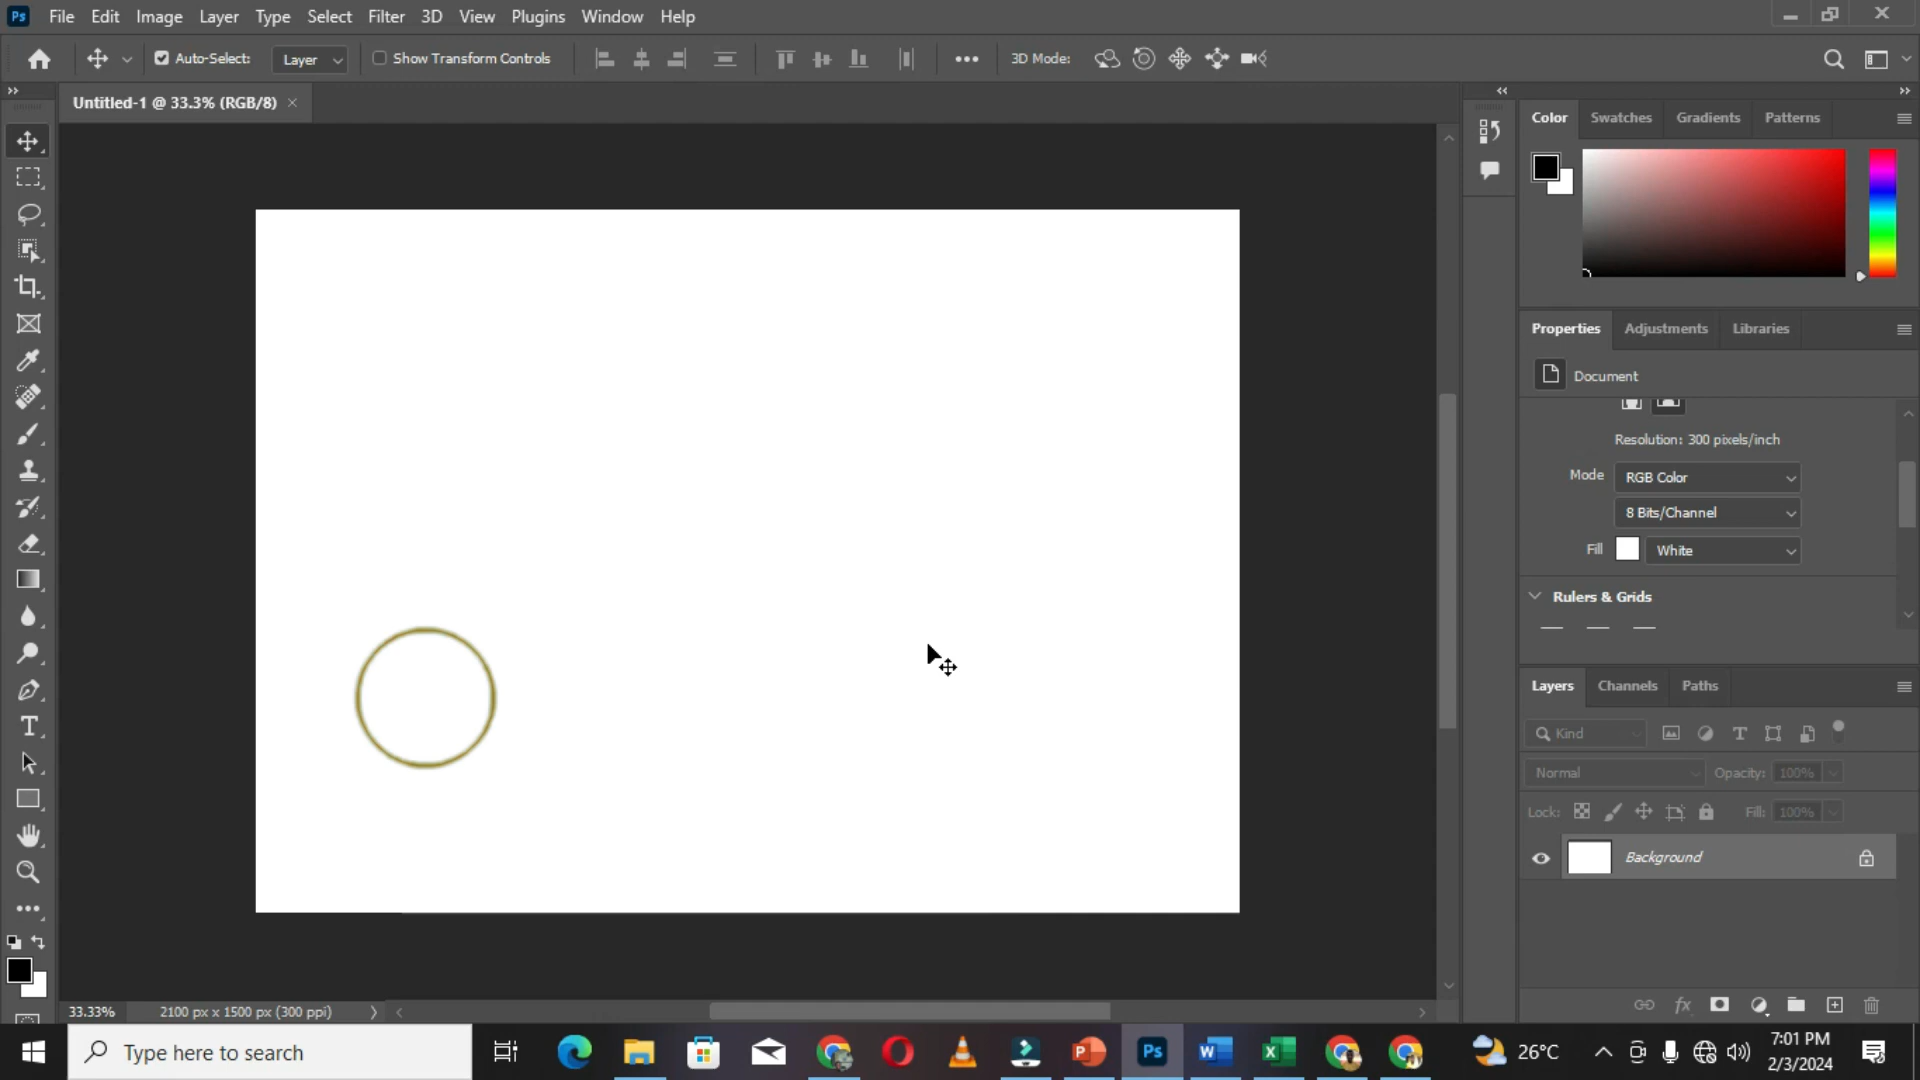 Ps File Edit Image Layer Type Select Filter 3D View Plugins Window Help
Auto-Select: Layer Show Transform Controls 3D Mode:
Untitled-1 @ 33.3% (RGB/8)
Color Swatches Gradients Patterns
Properties Adjustments Libraries
Document
Resolution: 300 pixels/inch
Mode RGB Color
8 Bits/Channel
Fill White
Rulers & Grids
Layers Channels Paths
Kind
Normal Opacity: 100%
Lock: Fill: 100%
Background
33.33% 2100 px x 1500 px (300 ppi)
Type here to search
26°C
7:01 PM
2/3/2024